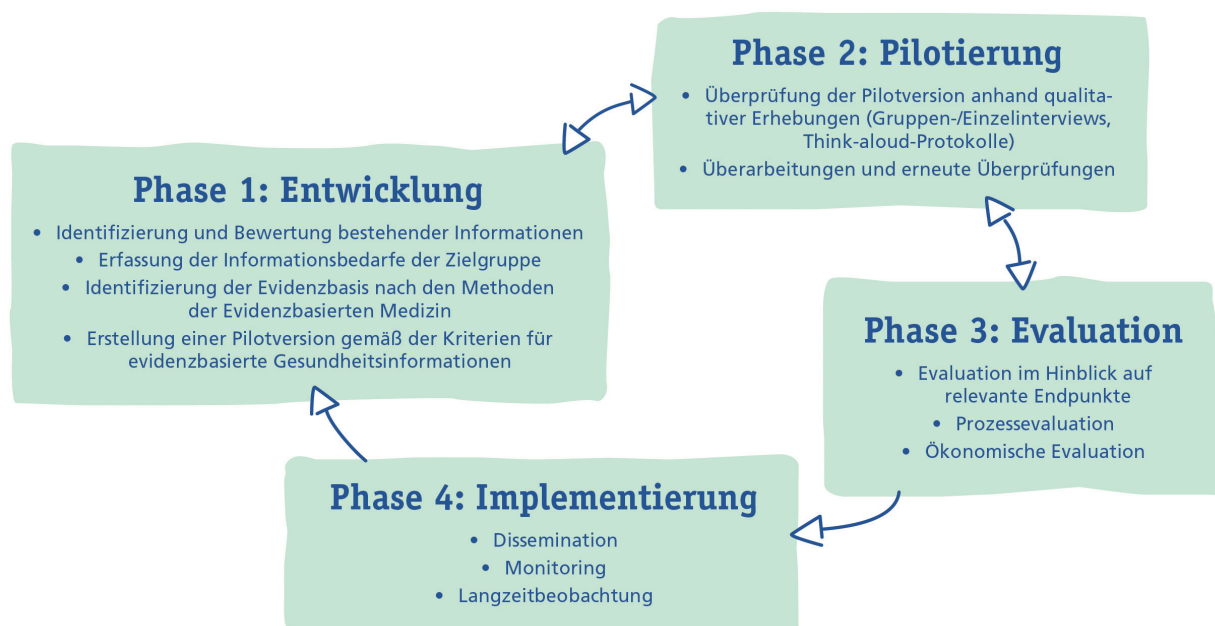 Phase 1: Entwicklung
• Identifizierung und Bewertung bestehender Informationen
• Erfassung der Informationsbedarfe der Zielgruppe
• Identifizierung der Evidenzbasis nach den Methoden
der Evidenzbasierten Medizin
• Erstellung einer Pilotversion gemäß der Kriterien für
evidenzbasierte Gesundheitsinformationen
Phase 2: Pilotierung
• Überprüfung der Pilotversion anhand qualita-
tiver Erhebungen (Gruppen-/Einzelinterviews,
Think-aloud-Protokolle)
• Überarbeitungen und erneute Überprüfungen
Phase 3: Evaluation
• Evaluation im Hinblick auf
relevante Endpunkte
• Prozessevaluation
• Ökonomische Evaluation
Phase 4: Implementierung
• Dissemination
• Monitoring
• Langzeitbeobachtung